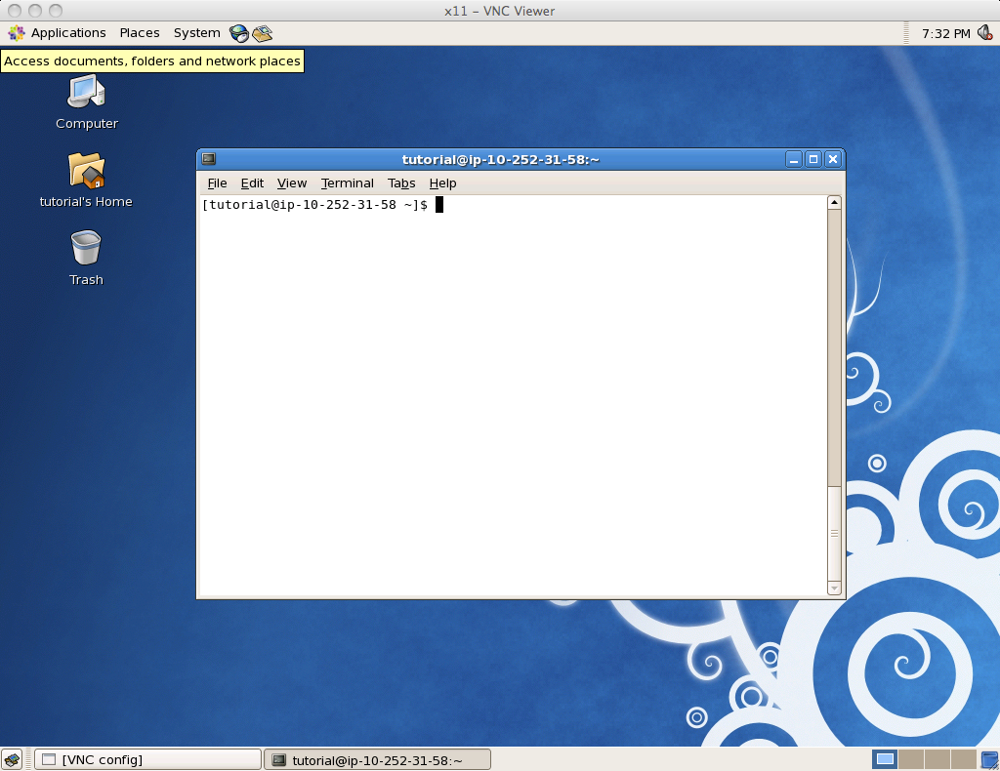 x11 – VNC Viewer
Applications Places System 7:32 PM
Access documents, folders and network places
Computer
tutorial's Home
Trash
tutorial@ip-10-252-31-58:~
File Edit View Terminal Tabs Help
[tutorial@ip-10-252-31-58 ~]$
[VNC config] tutorial@ip-10-252-31-58:~